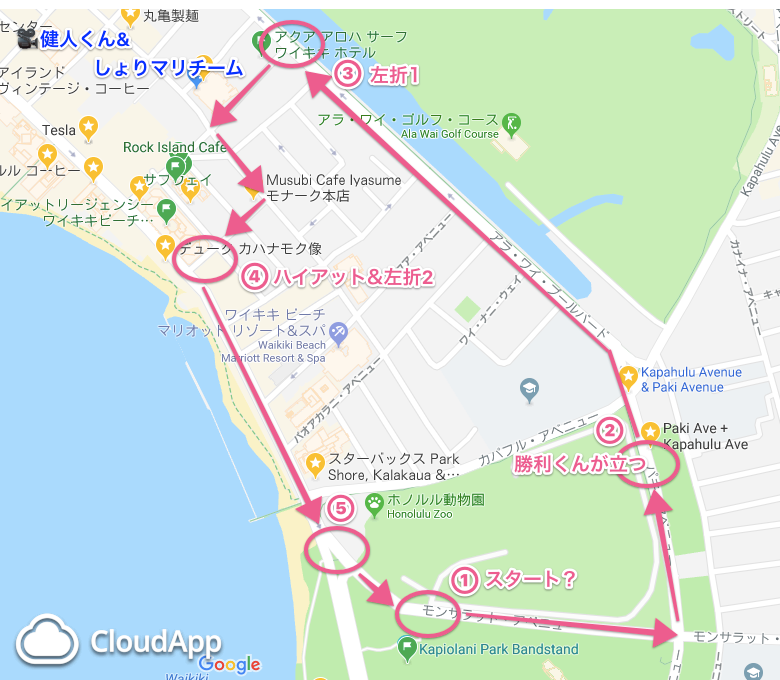 センター
丸亀製麺
健人くん&
しょりマリチーム
アクア アロハ サーフ
ワイキキ ホテル
③ 左折1
アイランド
ヴィンテージ・コーヒー
アラ・ワイ・ゴルフ・コース
Ala Wai Golf Course
Tesla
Rock Island Cafe
コーヒー
サブウェイ
Musubi Cafe Iyasume
モナーク本店
Kapahulu Av
イアットリージェンシー
ワイキキビーチ…
デューク カハナモク像
④ ハイアット&左折2
ア・アベニュー
アラ・ワイ・ブールバード
カナイナ・アベニュー
ワイキキ ビーチ
マリオット リゾート&スパ
Waikiki Beach
Marriott Resort & Spa
ワイ・ナニ・ウェイ
パオアカラニ・アベニュー
Kapahulu Avenue
& Paki Avenue
②
Paki Ave +
Kapahulu Ave
カパフル・アベニュー
勝利くんが立つ
スターバックス Park
Shore, Kalakaua &…
⑤
ホノルル動物園
Honolulu Zoo
① スタート?
モンサラット・アベニュー
モンサラット・
Kapiolani Park Bandstand
CloudApp
Google
Waikiki